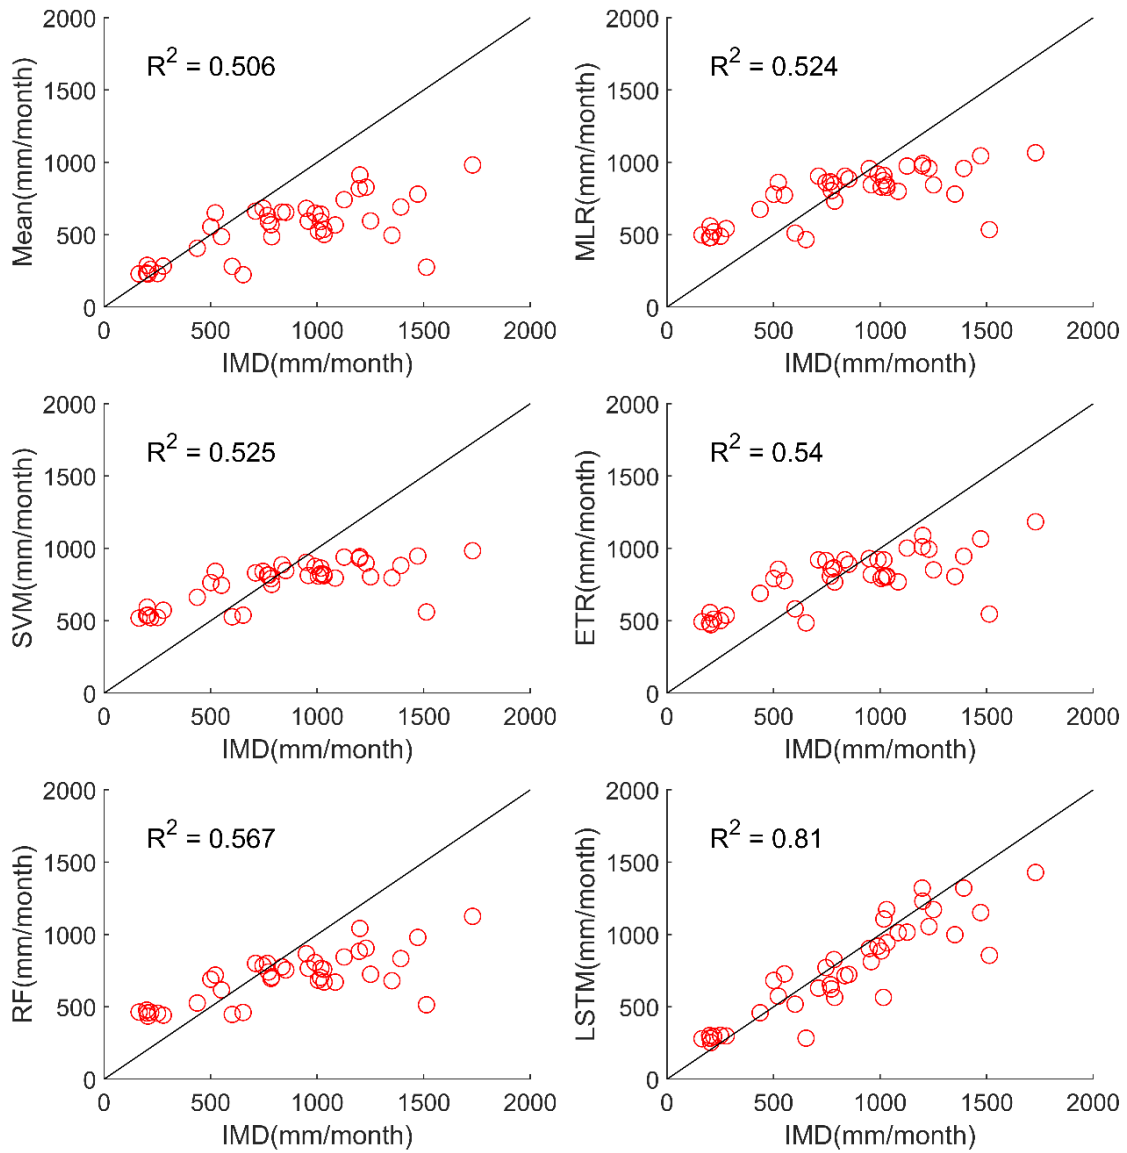 2000
1500
1000
500
0
Mean(mm/month)
R² = 0.506
0 500 1000 1500 2000
IMD(mm/month)
2000
1500
1000
500
0
MLR(mm/month)
R² = 0.524
0 500 1000 1500 2000
IMD(mm/month)
2000
1500
1000
500
0
SVM(mm/month)
R² = 0.525
0 500 1000 1500 2000
IMD(mm/month)
2000
1500
1000
500
0
ETR(mm/month)
R² = 0.54
0 500 1000 1500 2000
IMD(mm/month)
2000
1500
1000
500
0
RF(mm/month)
R² = 0.567
0 500 1000 1500 2000
IMD(mm/month)
2000
1500
1000
500
0
LSTM(mm/month)
R² = 0.81
0 500 1000 1500 2000
IMD(mm/month)